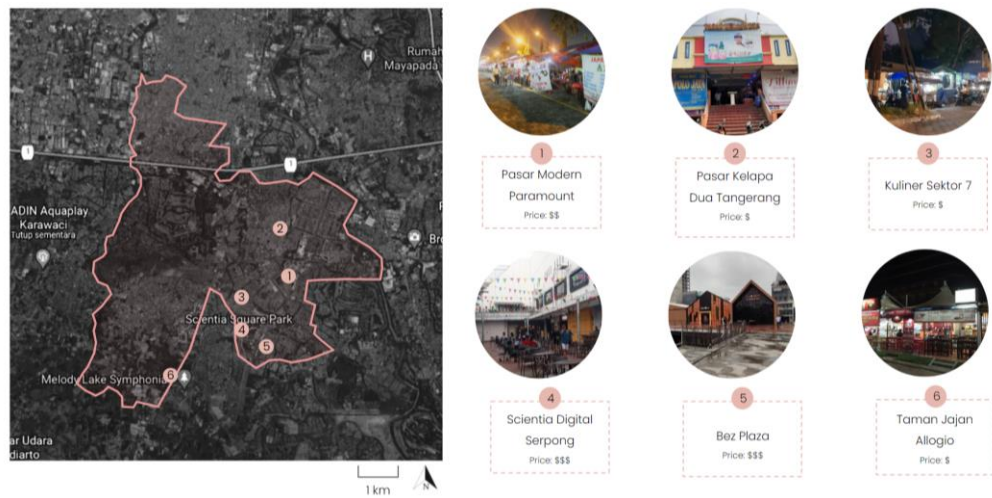 Rumah
Mayapada
1
1
ADIN Aquaplay
Karawaci
Tutup sementara
Bro
2
1
3
Scientia Square Park
4
5
6
Melody Lake Symphonia
ar Udara
diarto
1 km
N
1
Pasar Modern
Paramount
Price: $$
2
Pasar Kelapa
Dua Tangerang
Price: $
3
Kuliner Sektor 7
Price: $
4
Scientia Digital
Serpong
Price: $$$
5
Bez Plaza
Price: $$$
6
Taman Jajan
Allogio
Price: $